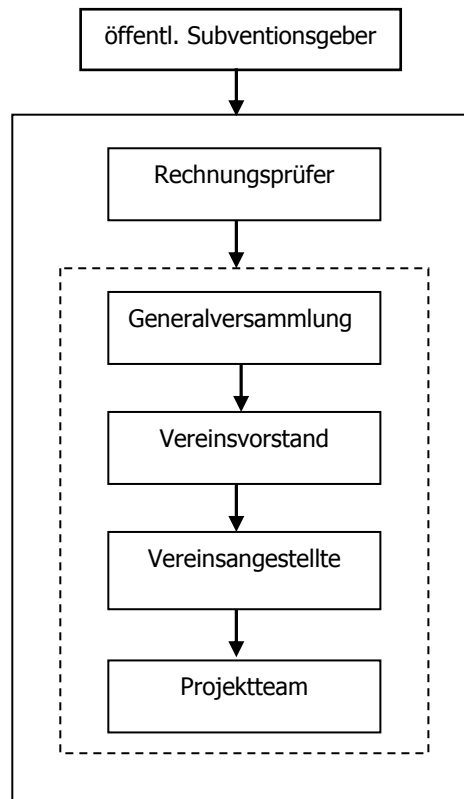 öffentl. Subventionsgeber
Rechnungsprüfer
Generalversammlung
Vereinsvorstand
Vereinsangestellte
Projektteam